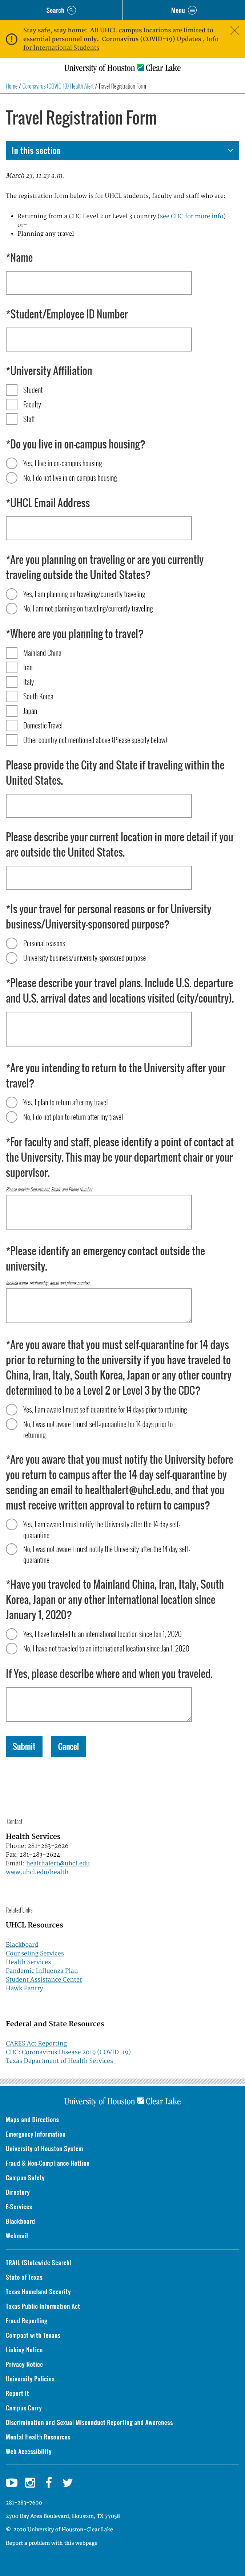 Search
Menu
Stay safe, stay home: All UHCL campus locations are limited to
essential personnel only. Coronavirus (COVID-19) Updates , Info
for International Students
University of Houston Clear Lake
Home / Coronavirus (COVID-19) Health Alert / Travel Registration Form
Travel Registration Form
In this section
March 23, 11:23 a.m.
The registration form below is for UHCL students, faculty and staff who are:
Returning from a CDC Level 2 or Level 3 country (see CDC for more info) -
or-
Planning any travel
*Name
*Student/Employee ID Number
*University Affiliation
Student
Faculty
Staff
*Do you live in on-campus housing?
Yes, I live in on-campus housing
No, I do not live in on-campus housing
*UHCL Email Address
*Are you planning on traveling or are you currently
traveling outside the United States?
Yes, I am planning on traveling/currently traveling
No, I am not planning on traveling/currently traveling
*Where are you planning to travel?
Mainland China
Iran
Italy
South Korea
Japan
Domestic Travel
Other country not mentioned above (Please specify below)
Please provide the City and State if traveling within the
United States.
Please describe your current location in more detail if you
are outside the United States.
*Is your travel for personal reasons or for University
business/University-sponsored purpose?
Personal reasons
University business/university-sponsored purpose
*Please describe your travel plans. Include U.S. departure
and U.S. arrival dates and locations visited (city/country).
*Are you intending to return to the University after your
travel?
Yes, I plan to return after my travel
No, I do not plan to return after my travel
*For faculty and staff, please identify a point of contact at
the University. This may be your department chair or your
supervisor.
Please provide Department, Email, and Phone Number
*Please identify an emergency contact outside the
university.
Include name, relationship, email and phone number
*Are you aware that you must self-quarantine for 14 days
prior to returning to the university if you have traveled to
China, Iran, Italy, South Korea, Japan or any other country
determined to be a Level 2 or Level 3 by the CDC?
Yes, I am aware I must self-quarantine for 14 days prior to returning
No, I was not aware I must self-quarantine for 14 days prior to
returning
*Are you aware that you must notify the University before
you return to campus after the 14 day self-quarantine by
sending an email to healthalert@uhcl.edu, and that you
must receive written approval to return to campus?
Yes, I am aware I must notify the University after the 14 day self-
quarantine
No, I was not aware I must notify the University after the 14 day self-
quarantine
*Have you traveled to Mainland China, Iran, Italy, South
Korea, Japan or any other international location since
January 1, 2020?
Yes, I have traveled to an international location since Jan 1, 2020
No, I have not traveled to an international location since Jan 1, 2020
If Yes, please describe where and when you traveled.
Submit
Cancel
Contact
Health Services
Phone: 281-283-2626
Fax: 281-283-2624
Email: healthalert@uhcl.edu
www.uhcl.edu/health
Related Links
UHCL Resources
Blackboard
Counseling Services
Health Services
Pandemic Influenza Plan
Student Assistance Center
Hawk Pantry
Federal and State Resources
CARES Act Reporting
CDC: Coronavirus Disease 2019 (COVID-19)
Texas Department of Health Services
University of Houston Clear Lake
Maps and Directions
Emergency Information
University of Houston System
Fraud & Non-Compliance Hotline
Campus Safety
Directory
E-Services
Blackboard
Webmail
TRAIL (Statewide Search)
State of Texas
Texas Homeland Security
Texas Public Information Act
Fraud Reporting
Compact with Texans
Linking Notice
Privacy Notice
University Policies
Report It
Campus Carry
Discrimination and Sexual Misconduct Reporting and Awareness
Mental Health Resources
Web Accessibility
281-283-7600
2700 Bay Area Boulevard, Houston, TX 77058
© 2020 University of Houston-Clear Lake
Report a problem with this webpage